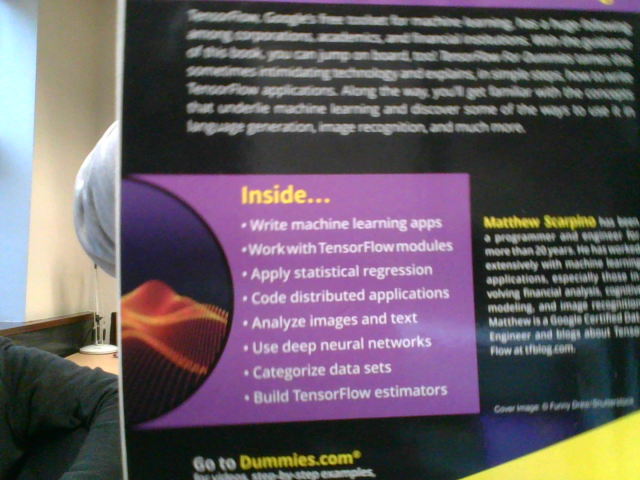 TensorFlow, Google's free toolset for machine learning, has a huge following
among corporations, academics, and financial institutions. With the guidance
of this book, you can jump on board, too! TensorFlow For Dummies tames this
sometimes intimidating technology and explains, in simple steps, how to write
TensorFlow applications. Along the way, you'll get familiar with the concepts
that underlie machine learning and discover some of the ways to use it in
language generation, image recognition, and much more.
Inside...
• Write machine learning apps
• Work with TensorFlow modules
• Apply statistical regression
• Code distributed applications
• Analyze images and text
• Use deep neural networks
• Categorize data sets
• Build TensorFlow estimators
Matthew Scarpino has been
a programmer and engineer for
more than 20 years. He has worked
extensively with machine learning
applications, especially those in-
volving financial analysis, cognitive
modeling, and image recognition.
Matthew is a Google Certified Data
Engineer and blogs about Tensor
Flow at tfblog.com.
Cover image: © Funny Drew/Shutterstock
Go to Dummies.com®
for videos, step-by-step examples,